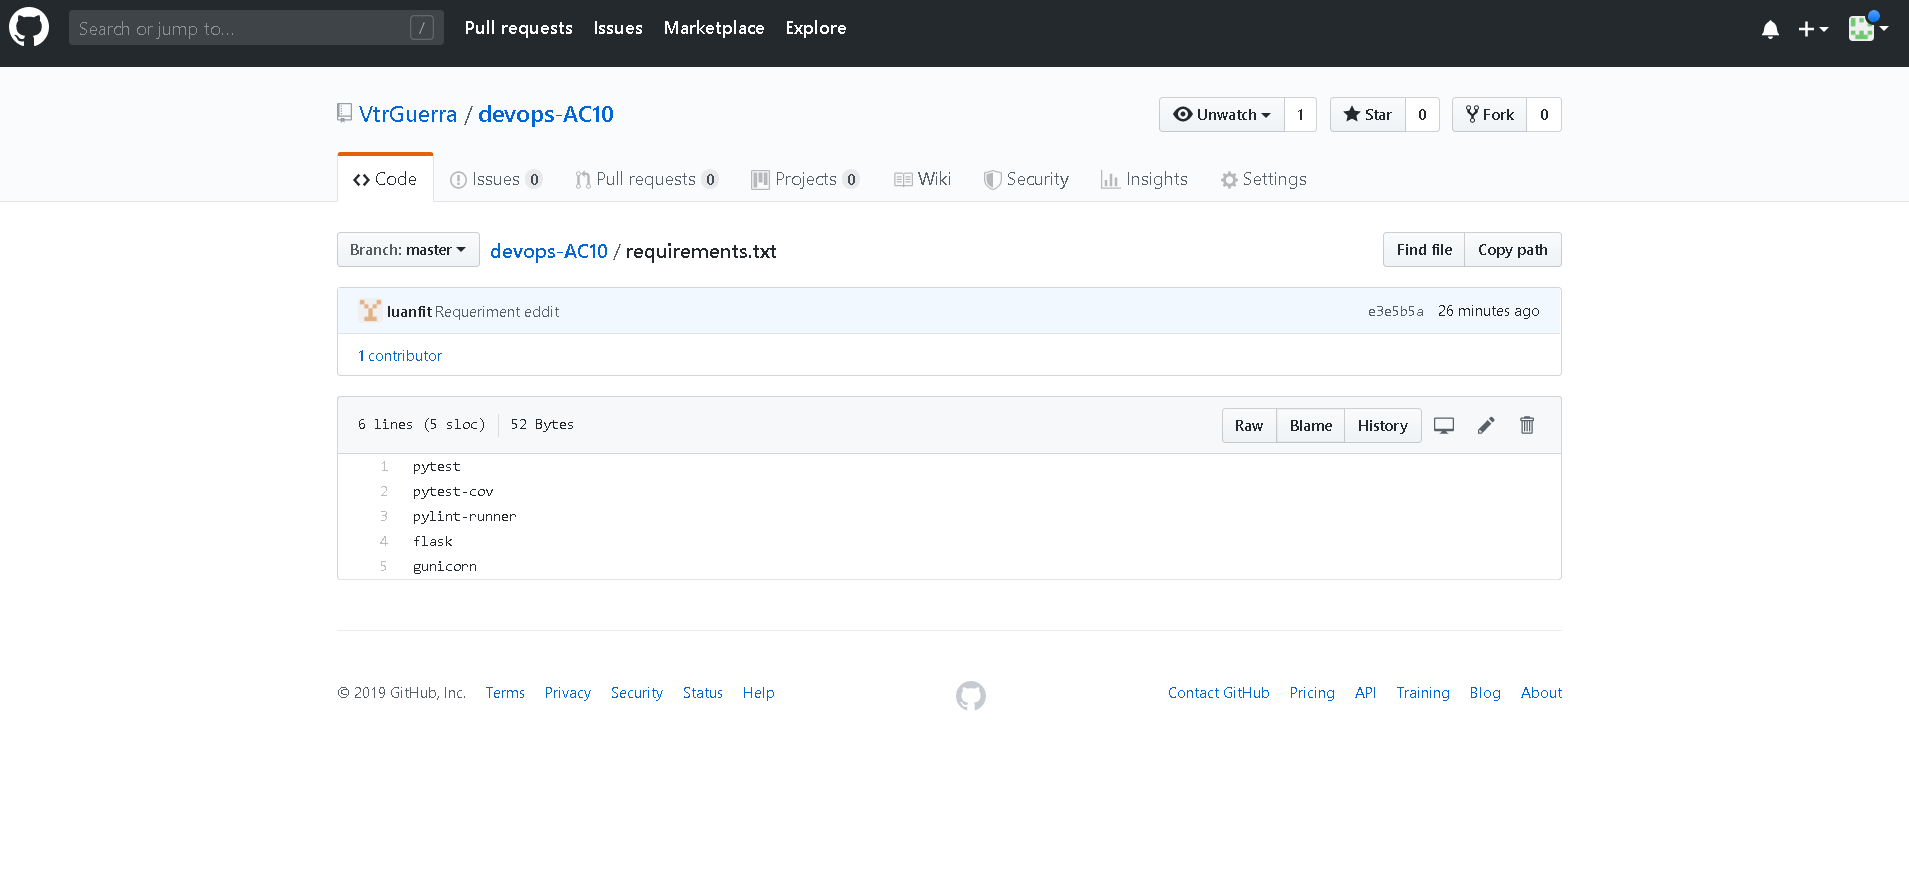 Search or jump to... / Pull requests Issues Marketplace Explore
VtrGuerra / devops-AC10 Unwatch 1 Star 0 Fork 0
Code Issues 0 Pull requests 0 Projects 0 Wiki Security Insights Settings
Branch: master devops-AC10 / requirements.txt Find file Copy path
luanfit Requeriment eddit e3e5b5a 26 minutes ago
1 contributor
6 lines (5 sloc) 52 Bytes Raw Blame History
1 pytest
2 pytest-cov
3 pylint-runner
4 flask
5 gunicorn
© 2019 GitHub, Inc. Terms Privacy Security Status Help Contact GitHub Pricing API Training Blog About